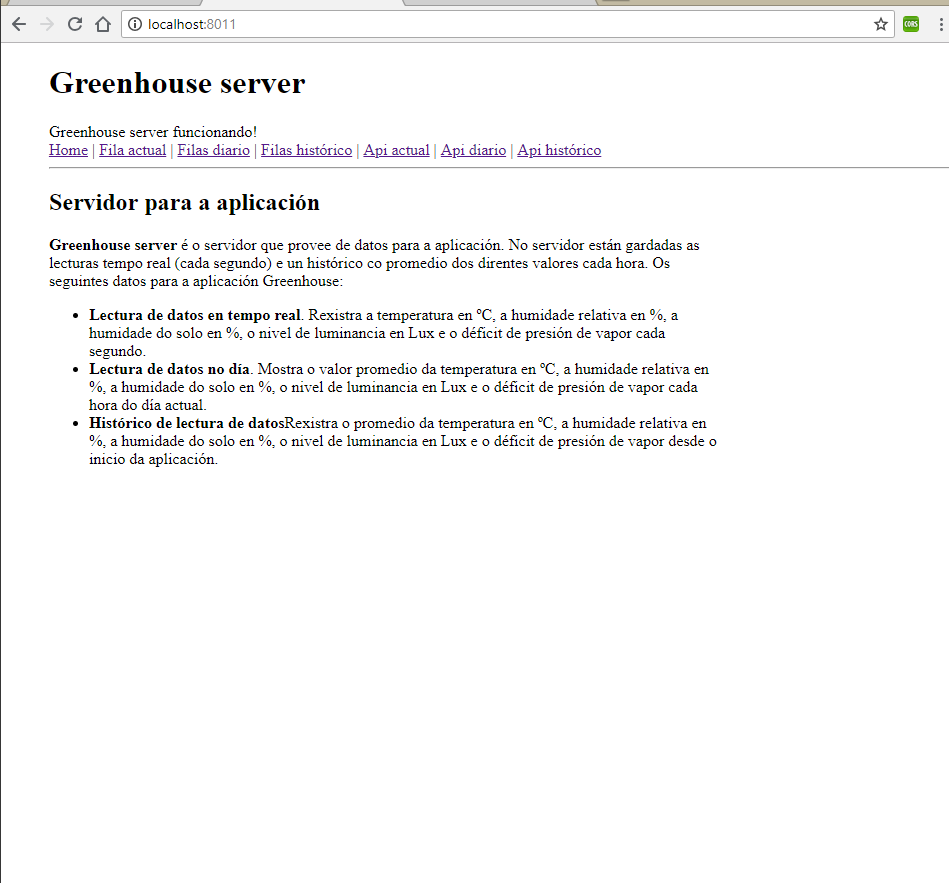 localhost:8011
CORS
Greenhouse server
Greenhouse server funcionando!
Home | Fila actual | Filas diario | Filas histórico | Api actual | Api diario | Api histórico
Servidor para a aplicación
Greenhouse server é o servidor que provee de datos para a aplicación. No servidor están gardadas as
lecturas tempo real (cada segundo) e un histórico co promedio dos direntes valores cada hora. Os
seguintes datos para a aplicación Greenhouse:
• Lectura de datos en tempo real. Rexistra a temperatura en ºC, a humidade relativa en %, a
humidade do solo en %, o nivel de luminancia en Lux e o déficit de presión de vapor cada
segundo.
• Lectura de datos no día. Mostra o valor promedio da temperatura en ºC, a humidade relativa en
%, a humidade do solo en %, o nivel de luminancia en Lux e o déficit de presión de vapor cada
hora do día actual.
• Histórico de lectura de datosRexistra o promedio da temperatura en ºC, a humidade relativa en
%, a humidade do solo en %, o nivel de luminancia en Lux e o déficit de presión de vapor desde o
inicio da aplicación.